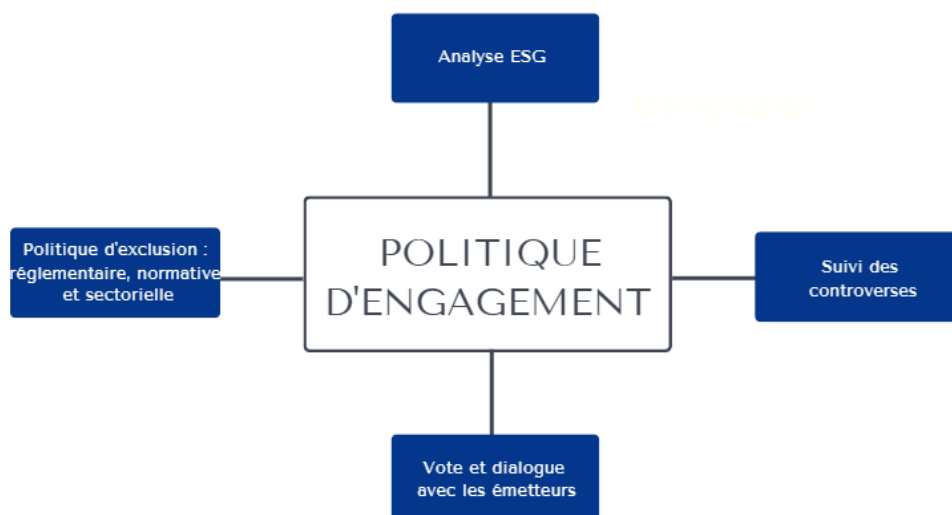 Analyse ESG
Politique d'exclusion :
réglementaire, normative
et sectorielle
POLITIQUE
D'ENGAGEMENT
Suivi des
controverses
Vote et dialogue
avec les émetteurs